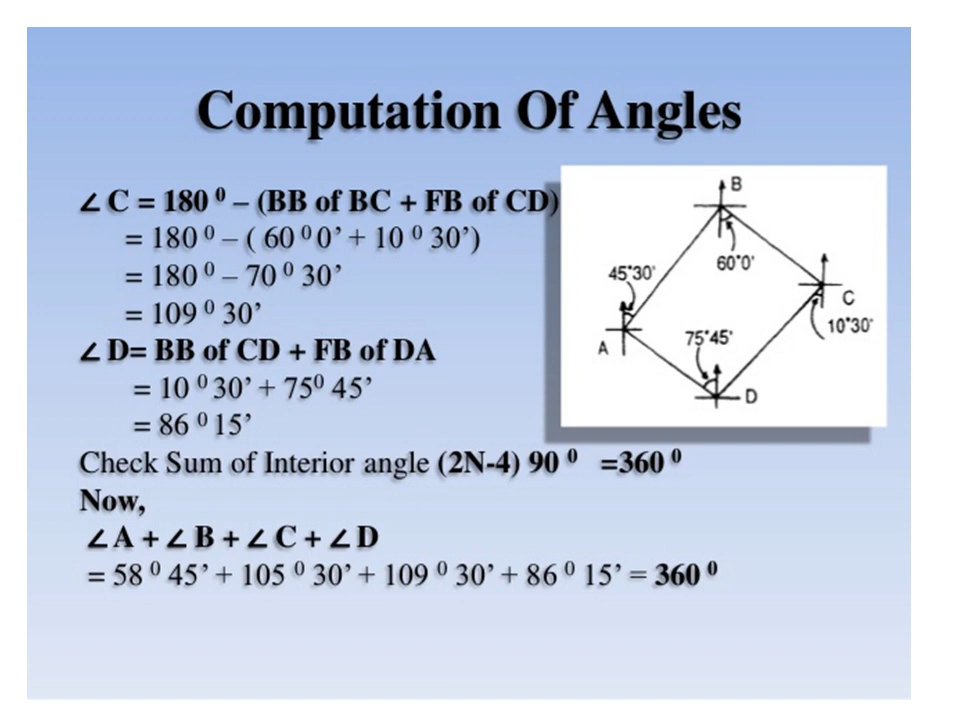 Computation Of Angles
∠ C = 180 ⁰ – (BB of BC + FB of CD)
= 180 ⁰ – ( 60 ⁰ 0’ + 10 ⁰ 30’)
= 180 ⁰ – 70 ⁰ 30’
= 109 ⁰ 30’
∠ D= BB of CD + FB of DA
= 10 ⁰ 30’ + 75⁰ 45’
= 86 ⁰ 15’
Check Sum of Interior angle (2N-4) 90 ⁰ =360 ⁰
Now,
∠ A + ∠ B + ∠ C + ∠ D
= 58 ⁰ 45’ + 105 ⁰ 30’ + 109 ⁰ 30’ + 86 ⁰ 15’ = 360 ⁰
B
60°0'
45°30'
C
10°30'
A
75°45'
D